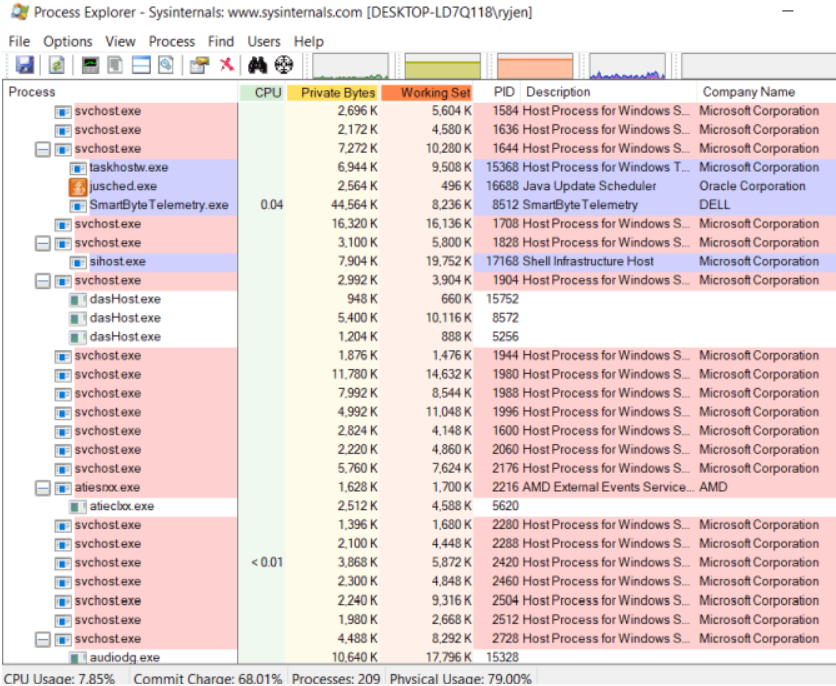 Process Explorer - Sysinternals: www.sysinternals.com [DESKTOP-LD7Q118\ryjen]
File Options View Process Find Users Help
Process CPU Private Bytes Working Set PID Description Company Name
svchost.exe 2,696 K 5,604 K 1584 Host Process for Windows S... Microsoft Corporation
svchost.exe 2,172 K 4,580 K 1636 Host Process for Windows S... Microsoft Corporation
svchost.exe 7,272 K 10,280 K 1644 Host Process for Windows S... Microsoft Corporation
taskhostw.exe 6,944 K 9,508 K 15368 Host Process for Windows T... Microsoft Corporation
jusched.exe 2,564 K 496 K 16688 Java Update Scheduler Oracle Corporation
SmartByteTelemetry.exe 0.04 44,564 K 8,236 K 8512 SmartByteTelemetry DELL
svchost.exe 16,320 K 16,136 K 1708 Host Process for Windows S... Microsoft Corporation
svchost.exe 3,100 K 5,800 K 1828 Host Process for Windows S... Microsoft Corporation
sihost.exe 7,904 K 19,752 K 17168 Shell Infrastructure Host Microsoft Corporation
svchost.exe 2,992 K 3,904 K 1904 Host Process for Windows S... Microsoft Corporation
dasHost.exe 948 K 660 K 15752
dasHost.exe 5,400 K 10,116 K 8572
dasHost.exe 1,204 K 888 K 5256
svchost.exe 1,876 K 1,476 K 1944 Host Process for Windows S... Microsoft Corporation
svchost.exe 11,780 K 14,632 K 1980 Host Process for Windows S... Microsoft Corporation
svchost.exe 7,992 K 8,544 K 1988 Host Process for Windows S... Microsoft Corporation
svchost.exe 4,992 K 11,048 K 1996 Host Process for Windows S... Microsoft Corporation
svchost.exe 2,824 K 4,148 K 1600 Host Process for Windows S... Microsoft Corporation
svchost.exe 2,220 K 4,860 K 2060 Host Process for Windows S... Microsoft Corporation
svchost.exe 5,760 K 7,624 K 2176 Host Process for Windows S... Microsoft Corporation
atiesrxx.exe 1,628 K 1,700 K 2216 AMD External Events Service... AMD
atieclxx.exe 2,512 K 4,588 K 5620
svchost.exe 1,396 K 1,680 K 2280 Host Process for Windows S... Microsoft Corporation
svchost.exe 2,100 K 4,448 K 2288 Host Process for Windows S... Microsoft Corporation
svchost.exe < 0.01 3,868 K 5,872 K 2420 Host Process for Windows S... Microsoft Corporation
svchost.exe 2,300 K 4,848 K 2460 Host Process for Windows S... Microsoft Corporation
svchost.exe 2,240 K 9,316 K 2504 Host Process for Windows S... Microsoft Corporation
svchost.exe 1,980 K 2,668 K 2512 Host Process for Windows S... Microsoft Corporation
svchost.exe 4,488 K 8,292 K 2728 Host Process for Windows S... Microsoft Corporation
audiodg.exe 10,640 K 17,796 K 15328
CPU Usage: 7.85% Commit Charge: 68.01% Processes: 209 Physical Usage: 79.00%